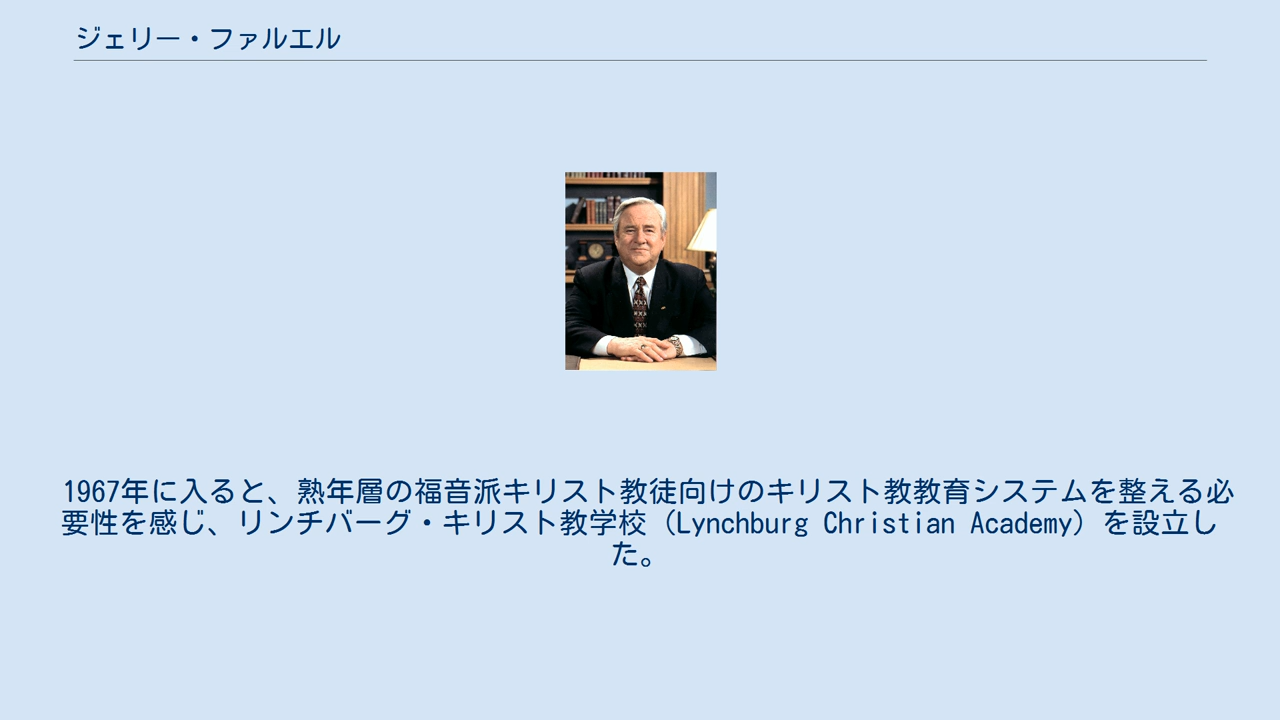 ジェリー・ファルエル
1967年に入ると、熟年層の福音派キリスト教徒向けのキリスト教教育システムを整える必
要性を感じ、リンチバーグ・キリスト教学校（Lynchburg Christian Academy）を設立し
た。